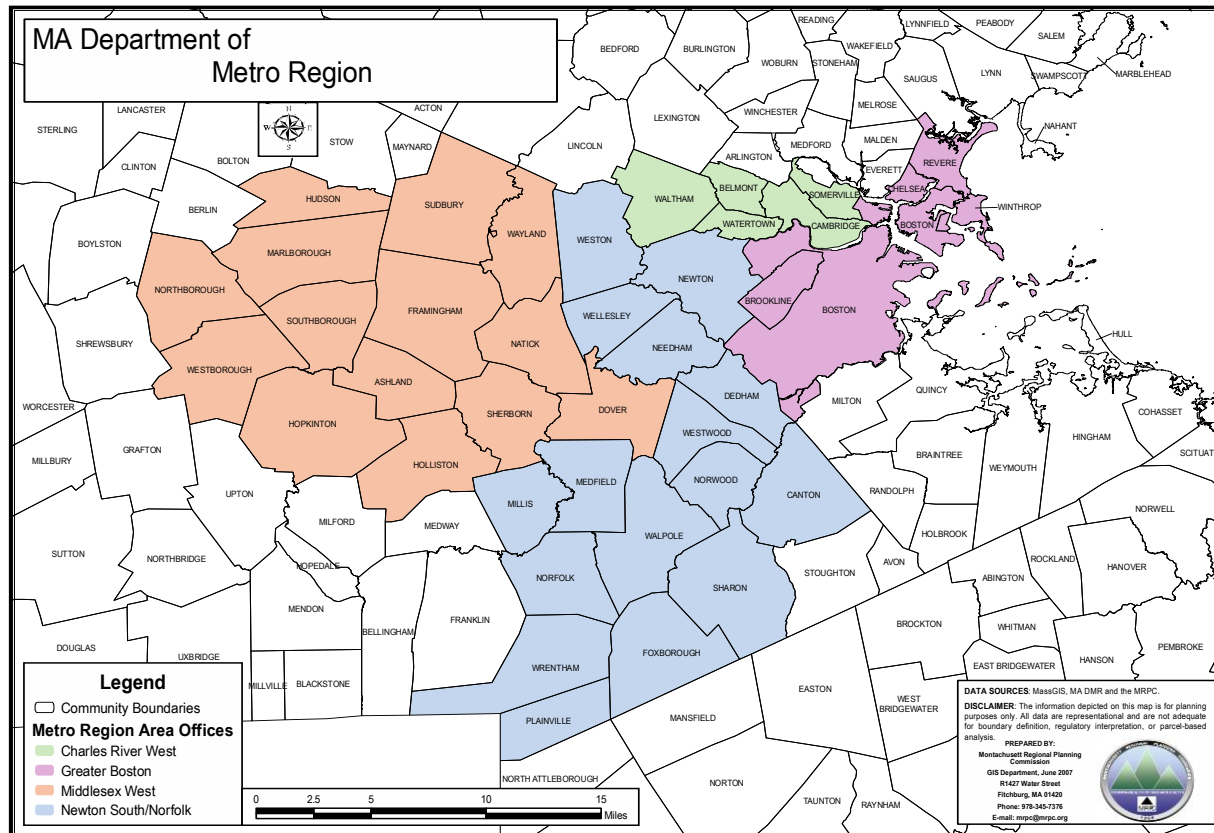 MA Department of
Metro Region
N
W E
S
BEDFORD
BURLINGTON
READING
LYNNFIELD
PEABODY
SALEM
WAKEFIELD
WOBURN
STONEHAM
LYNN
SWAMPSCOTT
MARBLEHEAD
SAUGUS
LANCASTER
ACTON
MELROSE
STERLING
LEXINGTON
WINCHESTER
NAHANT
STOW
MAYNARD
LINCOLN
MEDFORD
MALDEN
CLINTON
BOLTON
ARLINGTON
EVERETT
REVERE
BELMONT
CHELSEA
SOMERVILLE
HUDSON
WALTHAM
WINTHROP
BERLIN
SUDBURY
WATERTOWN
CAMBRIDGE
BOSTON
WAYLAND
BOYLSTON
WESTON
MARLBOROUGH
NEWTON
NORTHBOROUGH
BROOKLINE
BOSTON
FRAMINGHAM
WELLESLEY
SOUTHBOROUGH
HULL
SHREWSBURY
NATICK
NEEDHAM
WESTBOROUGH
ASHLAND
QUINCY
DEDHAM
MILTON
WORCESTER
SHERBORN
DOVER
COHASSET
HOPKINTON
WESTWOOD
HINGHAM
GRAFTON
SCITUAT
MILLBURY
HOLLISTON
BRAINTREE
WEYMOUTH
MEDFIELD
NORWOOD
RANDOLPH
UPTON
CANTON
MILLIS
NORWELL
MILFORD
MEDWAY
HOLBROOK
SUTTON
WALPOLE
NORTHBRIDGE
ROCKLAND
AVON
HOPEDALE
HANOVER
STOUGHTON
NORFOLK
ABINGTON
SHARON
MENDON
FRANKLIN
WHITMAN
BELLINGHAM
BROCKTON
DOUGLAS
PEMBROKE
FOXBOROUGH
UXBRIDGE
HANSON
EAST BRIDGEWATER
WRENTHAM
MILLVILLE
BLACKSTONE
EASTON
WEST
BRIDGEWATER
PLAINVILLE
MANSFIELD
NORTH ATTLEBOROUGH
NORTON
TAUNTON
RAYNHAM
Legend
Community Boundaries
Metro Region Area Offices
Charles River West
Greater Boston
Middlesex West
Newton South/Norfolk
0 2.5 5 10 15
Miles
DATA SOURCES: MassGIS, MA DMR and the MRPC.
DISCLAIMER: The information depicted on this map is for planning
purposes only. All data are representational and are not adequate
for boundary definition, regulatory interpretation, or parcel-based
analysis.
PREPARED BY:
Montachusett Regional Planning
Commission
GIS Department, June 2007
R1427 Water Street
Fitchburg, MA 01420
Phone: 978-345-7376
E-mail: mrpc@mrpc.org
MRPC